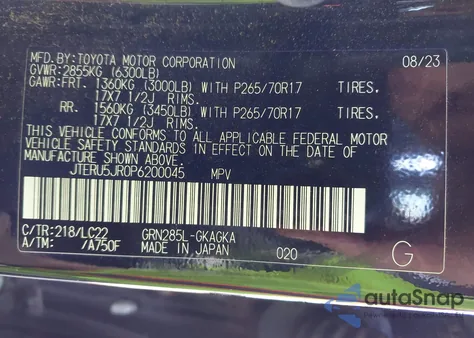 MFD.BY:TOYOTA MOTOR CORPORATION 08/23
GVWR: 2855KG (6300LB)
GAWR:FRT. 1360KG (3000LB) WITH P265/70R17 TIRES.
17X7 1/2J RIMS.
RR. 1560KG (3450LB) WITH P265/70R17 TIRES.
17X7 1/2J RIMS.
THIS VEHICLE CONFORMS TO ALL APPLICABLE FEDERAL MOTOR
VEHICLE SAFETY STANDARDS IN EFFECT ON THE DATE OF
MANUFACTURE SHOWN ABOVE.
JTERU5JR0P6200045 MPV
C/TR:218/LC22 GRN285L-GKAGKA
A/TM: /A750F MADE IN JAPAN 020 G
autoSnap